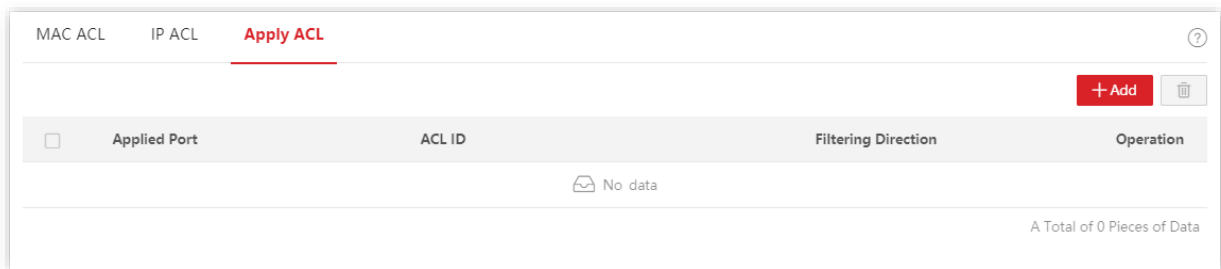 MAC ACL IP ACL Apply ACL ?
+ Add
Applied Port ACL ID Filtering Direction Operation
No data
A Total of 0 Pieces of Data